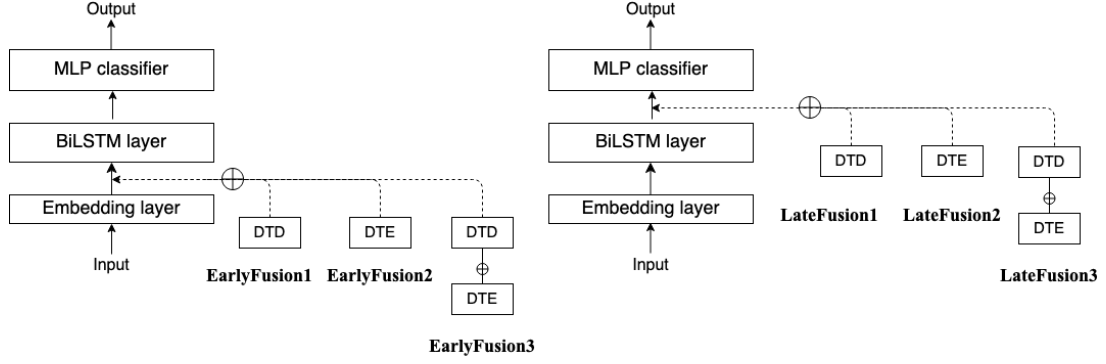 Output
MLP classifier
BiLSTM layer
Embedding layer
Input
DTD
DTE
DTD
DTE
EarlyFusion1
EarlyFusion2
EarlyFusion3
Output
MLP classifier
BiLSTM layer
Embedding layer
Input
DTD
DTE
DTD
DTE
LateFusion1
LateFusion2
LateFusion3